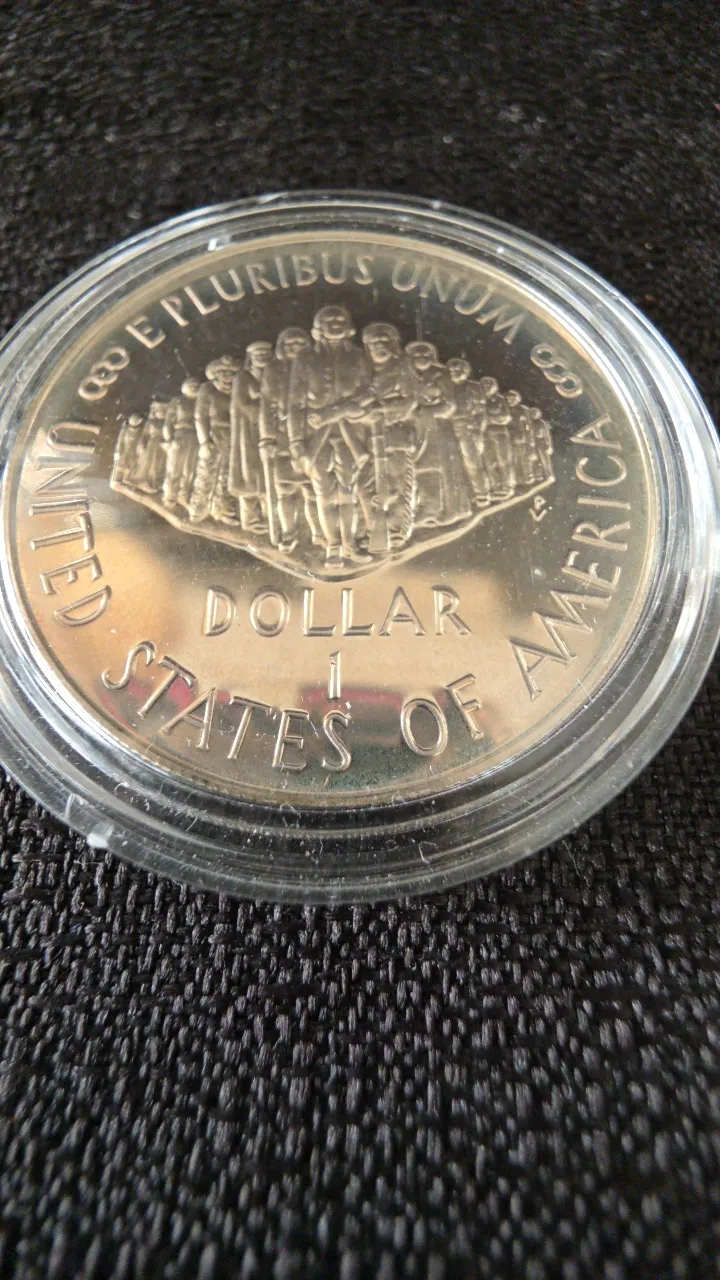 E PLURIBUS UNUM
DOLLAR
1
UNITED STATES OF AMERICA